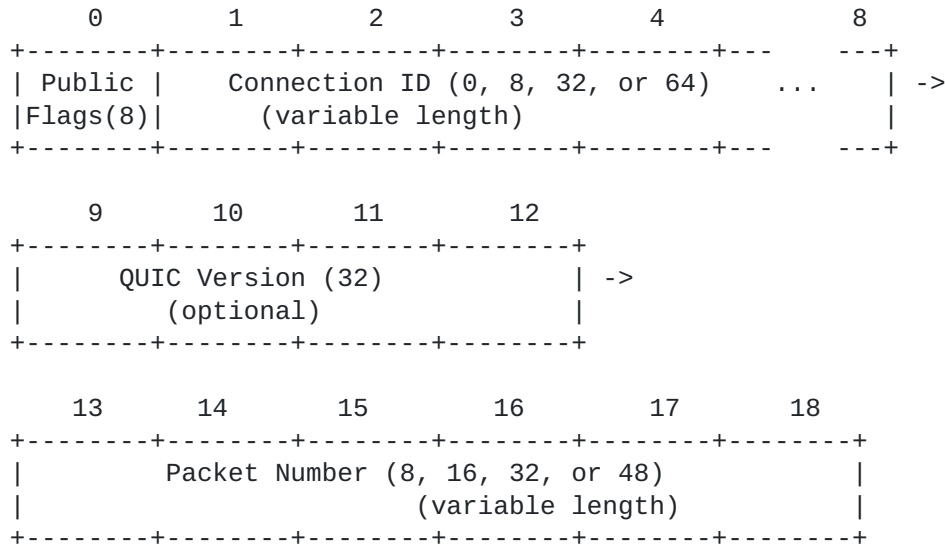 0        1        2        3        4            8
+--------+--------+--------+--------+--------+---    ---+
| Public |    Connection ID (0, 8, 32, or 64)    ...    | ->
|Flags(8)|      (variable length)                       |
+--------+--------+--------+--------+--------+---    ---+
     9       10       11        12
+--------+--------+--------+--------+
|      QUIC Version (32)            | ->
|         (optional)                |
+--------+--------+--------+--------+
    13      14       15        16        17       18
+--------+--------+--------+--------+--------+--------+
|         Packet Number (8, 16, 32, or 48)            |
|                         (variable length)           |
+--------+--------+--------+--------+--------+--------+